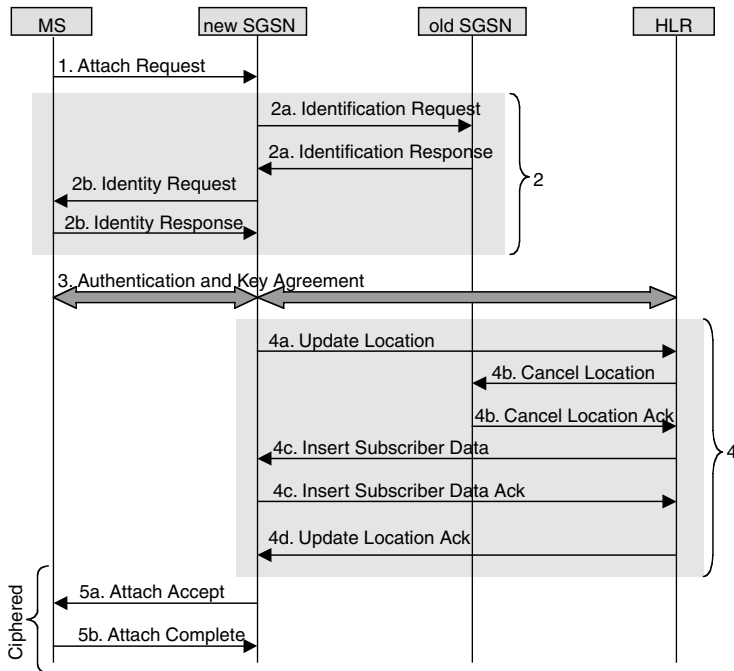 MS
new SGSN
old SGSN
HLR
1. Attach Request
2a. Identification Request
2a. Identification Response
2b. Identity Request
2
2b. Identity Response
3. Authentication and Key Agreement
4a. Update Location
4b. Cancel Location
4b. Cancel Location Ack
4c. Insert Subscriber Data
4
4c. Insert Subscriber Data Ack
4d. Update Location Ack
Ciphered
5a. Attach Accept
5b. Attach Complete